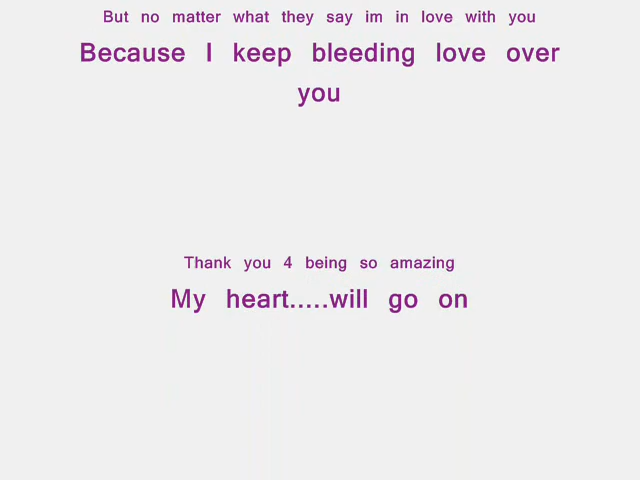 But no matter what they say im in love with you
Because I keep bleeding love over
you
Thank you 4 being so amazing
My heart.....will go on